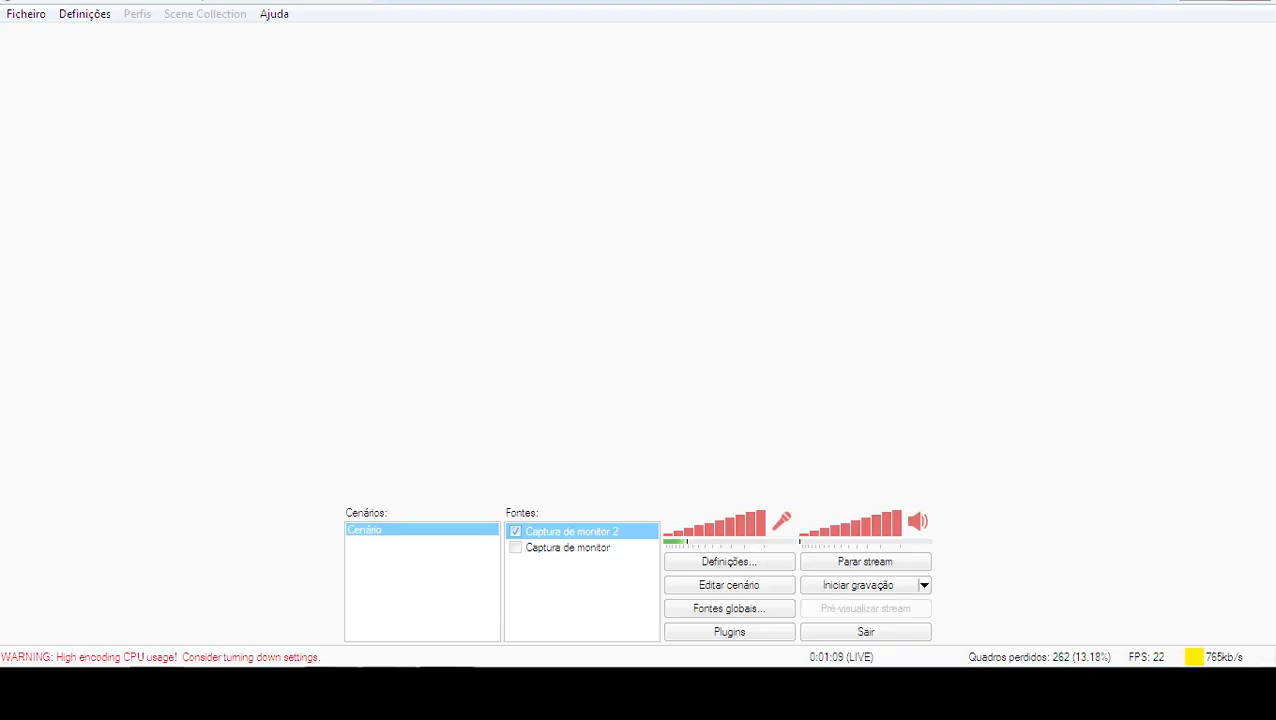 Ficheiro Definições Perfis Scene Collection Ajuda
Cenários: Fontes:
Cenário
Captura de monitor 2
Captura de monitor
Definições... Parar stream
Editar cenário Iniciar gravação
Fontes globais... Pré-visualizar stream
Plugins Sair
WARNING: High encoding CPU usage! Consider turning down settings. 0:01:09 (LIVE) Quadros perdidos: 262 (13.18%) FPS: 22 765kb/s